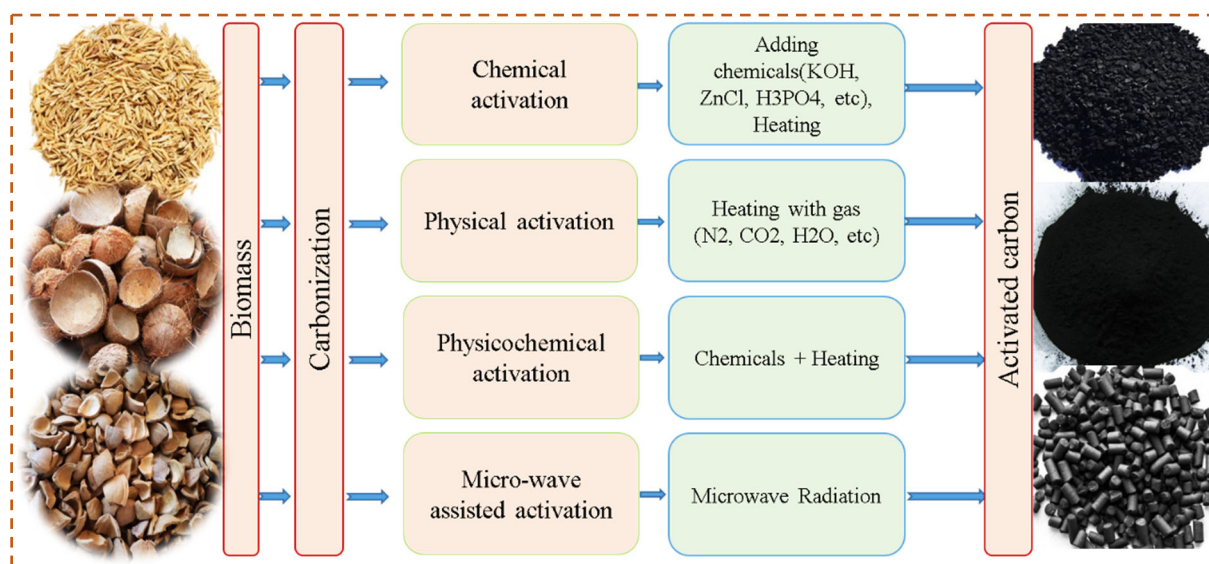 Biomass
Carbonization
Chemical
activation
Adding
chemicals(KOH,
ZnCl, H3PO4, etc),
Heating
Physical activation
Heating with gas
(N2, CO2, H2O, etc)
Physicochemical
activation
Chemicals + Heating
Micro-wave
assisted activation
Microwave Radiation
Activated carbon